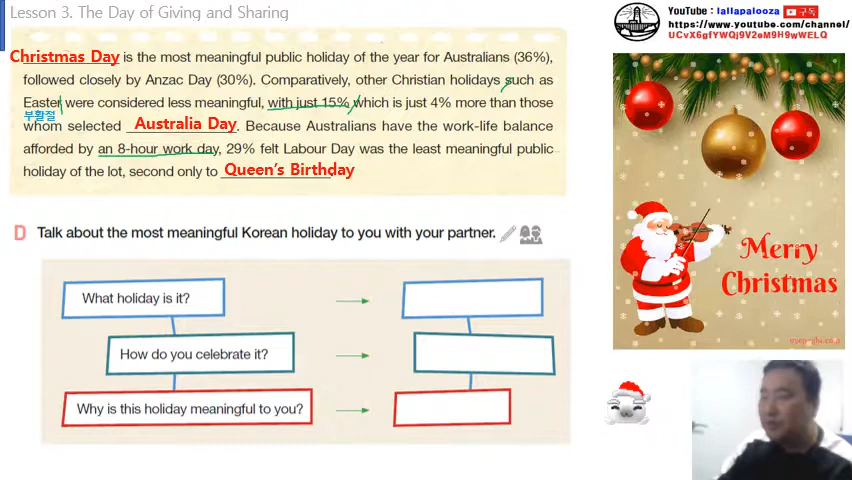 Lesson 3. The Day of Giving and Sharing
Christmas Day is the most meaningful public holiday of the year for Australians (36%),
followed closely by Anzac Day (30%). Comparatively, other Christian holidays such as
Easter were considered less meaningful, with just 15% which is just 4% more than those
부활절
whom selected Australia Day. Because Australians have the work-life balance
afforded by an 8-hour work day, 29% felt Labour Day was the least meaningful public
holiday of the lot, second only to Queen's Birthday.
D Talk about the most meaningful Korean holiday to you with your partner.
What holiday is it?
How do you celebrate it?
Why is this holiday meaningful to you?
YouTube : lallapalooza 구독
https://www.youtube.com/channel/
UCvX6gfYWQj9V2eM9H9wWELQ
Merry
Christmas